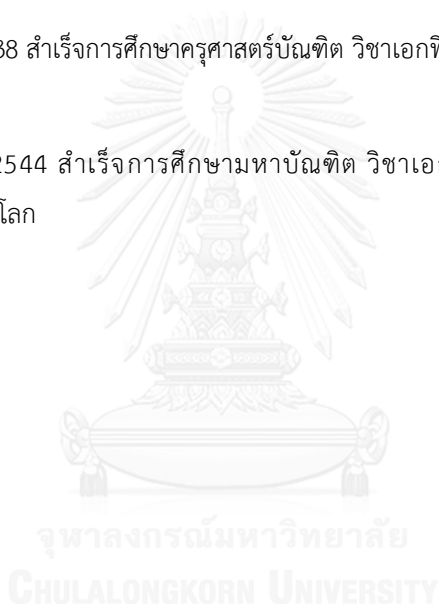 38 สำเร็จการศึกษาครุศาสตร์บัณฑิต วิชาเอกพิ
2544 สำเร็จการศึกษามหาบัณฑิต วิชาเอก
โลก
จุฬาลงกรณ์มหาวิทยาลัย
CHULALONGKORN UNIVERSITY